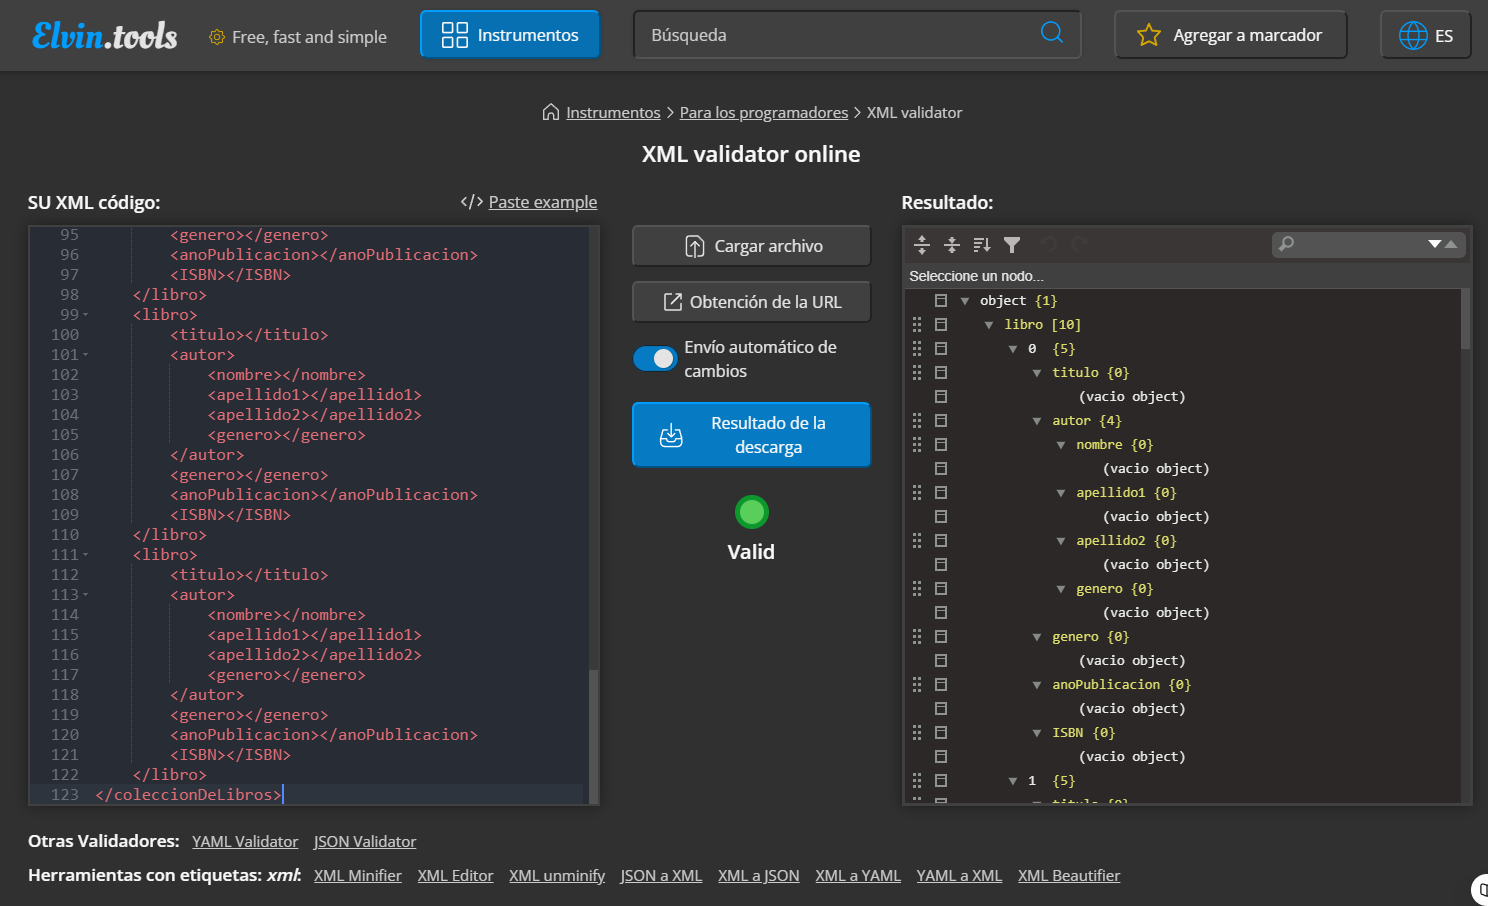 Elvin.tools
Free, fast and simple
Instrumentos
Búsqueda
Agregar a marcador
ES
Instrumentos > Para los programadores > XML validator
XML validator online
SU XML código:
</> Paste example
95 <genero></genero>
96 <anoPublicacion></anoPublicacion>
97 <ISBN></ISBN>
98 </libro>
99 <libro>
100 <titulo></titulo>
101 <autor>
102 <nombre></nombre>
103 <apellido1></apellido1>
104 <apellido2></apellido2>
105 <genero></genero>
106 </autor>
107 <genero></genero>
108 <anoPublicacion></anoPublicacion>
109 <ISBN></ISBN>
110 </libro>
111 <libro>
112 <titulo></titulo>
113 <autor>
114 <nombre></nombre>
115 <apellido1></apellido1>
116 <apellido2></apellido2>
117 <genero></genero>
118 </autor>
119 <genero></genero>
120 <anoPublicacion></anoPublicacion>
121 <ISBN></ISBN>
122 </libro>
123 </coleccionDeLibros>
Cargar archivo
Obtención de la URL
Envío automático de
cambios
Resultado de la
descarga
Valid
Resultado:
Seleccione un nodo...
object {1}
libro [10]
0 {5}
titulo {0}
(vacio object)
autor {4}
nombre {0}
(vacio object)
apellido1 {0}
(vacio object)
apellido2 {0}
(vacio object)
genero {0}
(vacio object)
genero {0}
(vacio object)
anoPublicacion {0}
(vacio object)
ISBN {0}
(vacio object)
1 {5}
titulo {0}
Otras Validadores: YAML Validator JSON Validator
Herramientas con etiquetas: xml: XML Minifier XML Editor XML unminify JSON a XML XML a JSON XML a YAML YAML a XML XML Beautifier